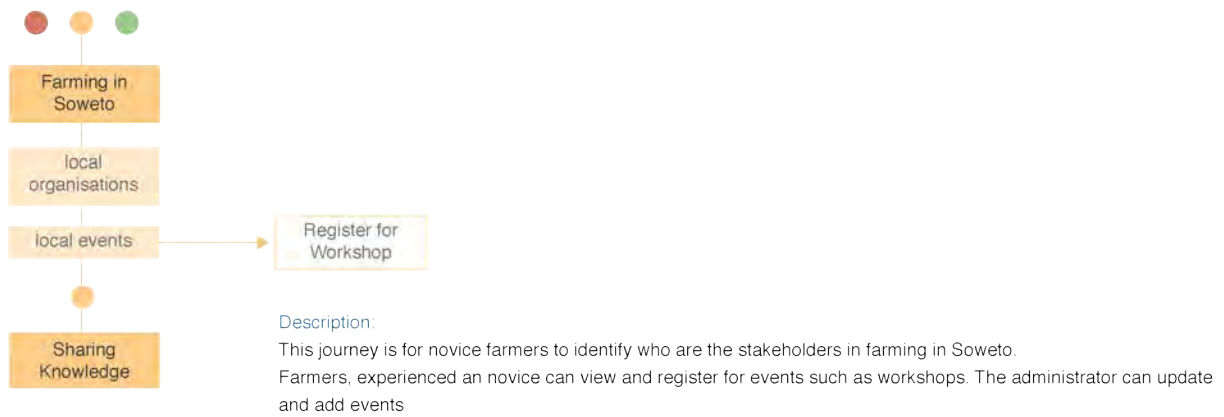 Farming in
Soweto
local
organisations
local events
Register for
Workshop
Sharing
Knowledge
Description:
This journey is for novice farmers to identify who are the stakeholders in farming in Soweto.
Farmers, experienced an novice can view and register for events such as workshops. The administrator can update
and add events